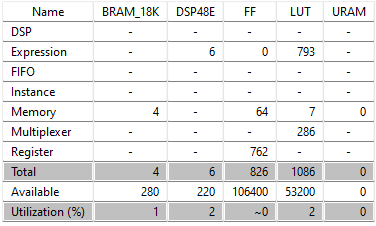 Name BRAM_18K DSP48E FF LUT URAM
DSP - - - - -
Expression - 6 0 793 -
FIFO - - - - -
Instance - - - - -
Memory 4 - 64 7 0
Multiplexer - - - 286 -
Register - - 762 - -
Total 4 6 826 1086 0
Available 280 220 106400 53200 0
Utilization (%) 1 2 ~0 2 0